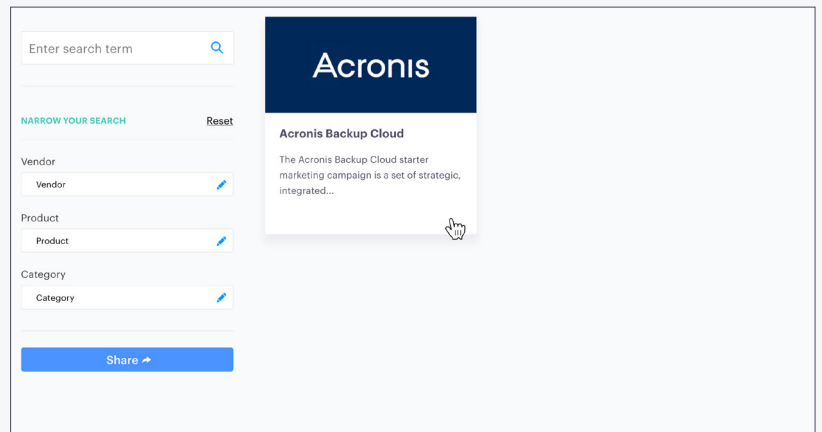 Enter search term
NARROW YOUR SEARCH Reset
Vendor
Vendor
Product
Product
Category
Category
Share
Acronis
Acronis Backup Cloud
The Acronis Backup Cloud starter
marketing campaign is a set of strategic,
integrated...